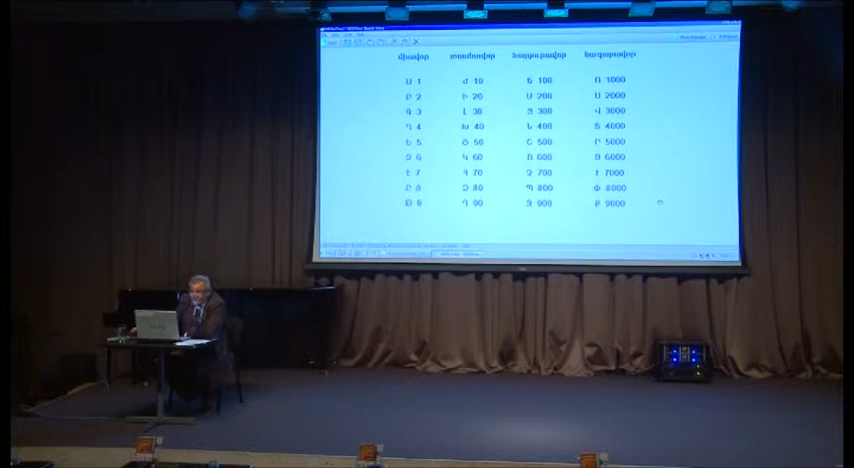 միավոր տասնավոր հարյուրավոր հազարավոր
Ա 1 Ժ 10 Ճ 100 Ռ 1000
Բ 2 Ի 20 Մ 200 Ս 2000
Գ 3 Լ 30 Յ 300 Վ 3000
Դ 4 Խ 40 Ն 400 Տ 4000
Ե 5 Ծ 50 Շ 500 Ր 5000
Զ 6 Կ 60 Ո 600 Ց 6000
Է 7 Հ 70 Չ 700 Ւ 7000
Ը 8 Ձ 80 Պ 800 Փ 8000
Թ 9 Ղ 90 Ջ 900 Ք 9000